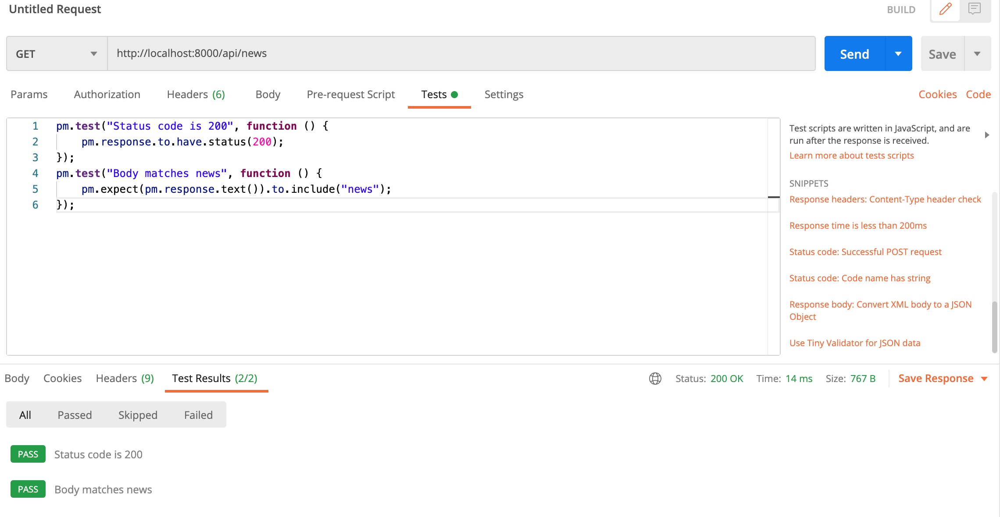 Untitled Request
BUILD
GET
http://localhost:8000/api/news
Send
Save
Params
Authorization
Headers (6)
Body
Pre-request Script
Tests
Settings
Cookies
Code
1 pm.test("Status code is 200", function () {
2     pm.response.to.have.status(200);
3 });
4 pm.test("Body matches news", function () {
5     pm.expect(pm.response.text()).to.include("news");
6 });
Test scripts are written in JavaScript, and are
run after the response is received.
Learn more about tests scripts
SNIPPETS
Response headers: Content-Type header check
Response time is less than 200ms
Status code: Successful POST request
Status code: Code name has string
Response body: Convert XML body to a JSON
Object
Use Tiny Validator for JSON data
Body
Cookies
Headers (9)
Test Results (2/2)
Status: 200 OK
Time: 14 ms
Size: 767 B
Save Response
All
Passed
Skipped
Failed
PASS Status code is 200
PASS Body matches news